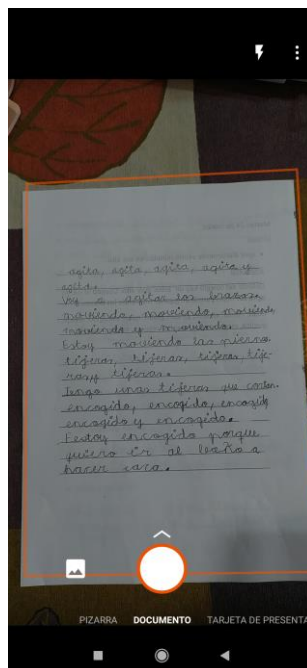 agita, agita, agita, agita y
agita.
Voy a agitar los brazos,
moviendo, moviendo, moviendo
moviendo y moviendo.
Estoy moviendo las piernas
tijeras, tijeras, tijeras, tije-
ras y tijeras.
Tengo unas tijeras que cortan.
encogido, encogido, encogido
encogido y encogido.
Estoy encogido porque
quiero ir al baño a
hacer caca.
PIZARRA DOCUMENTO TARJETA DE PRESENTA